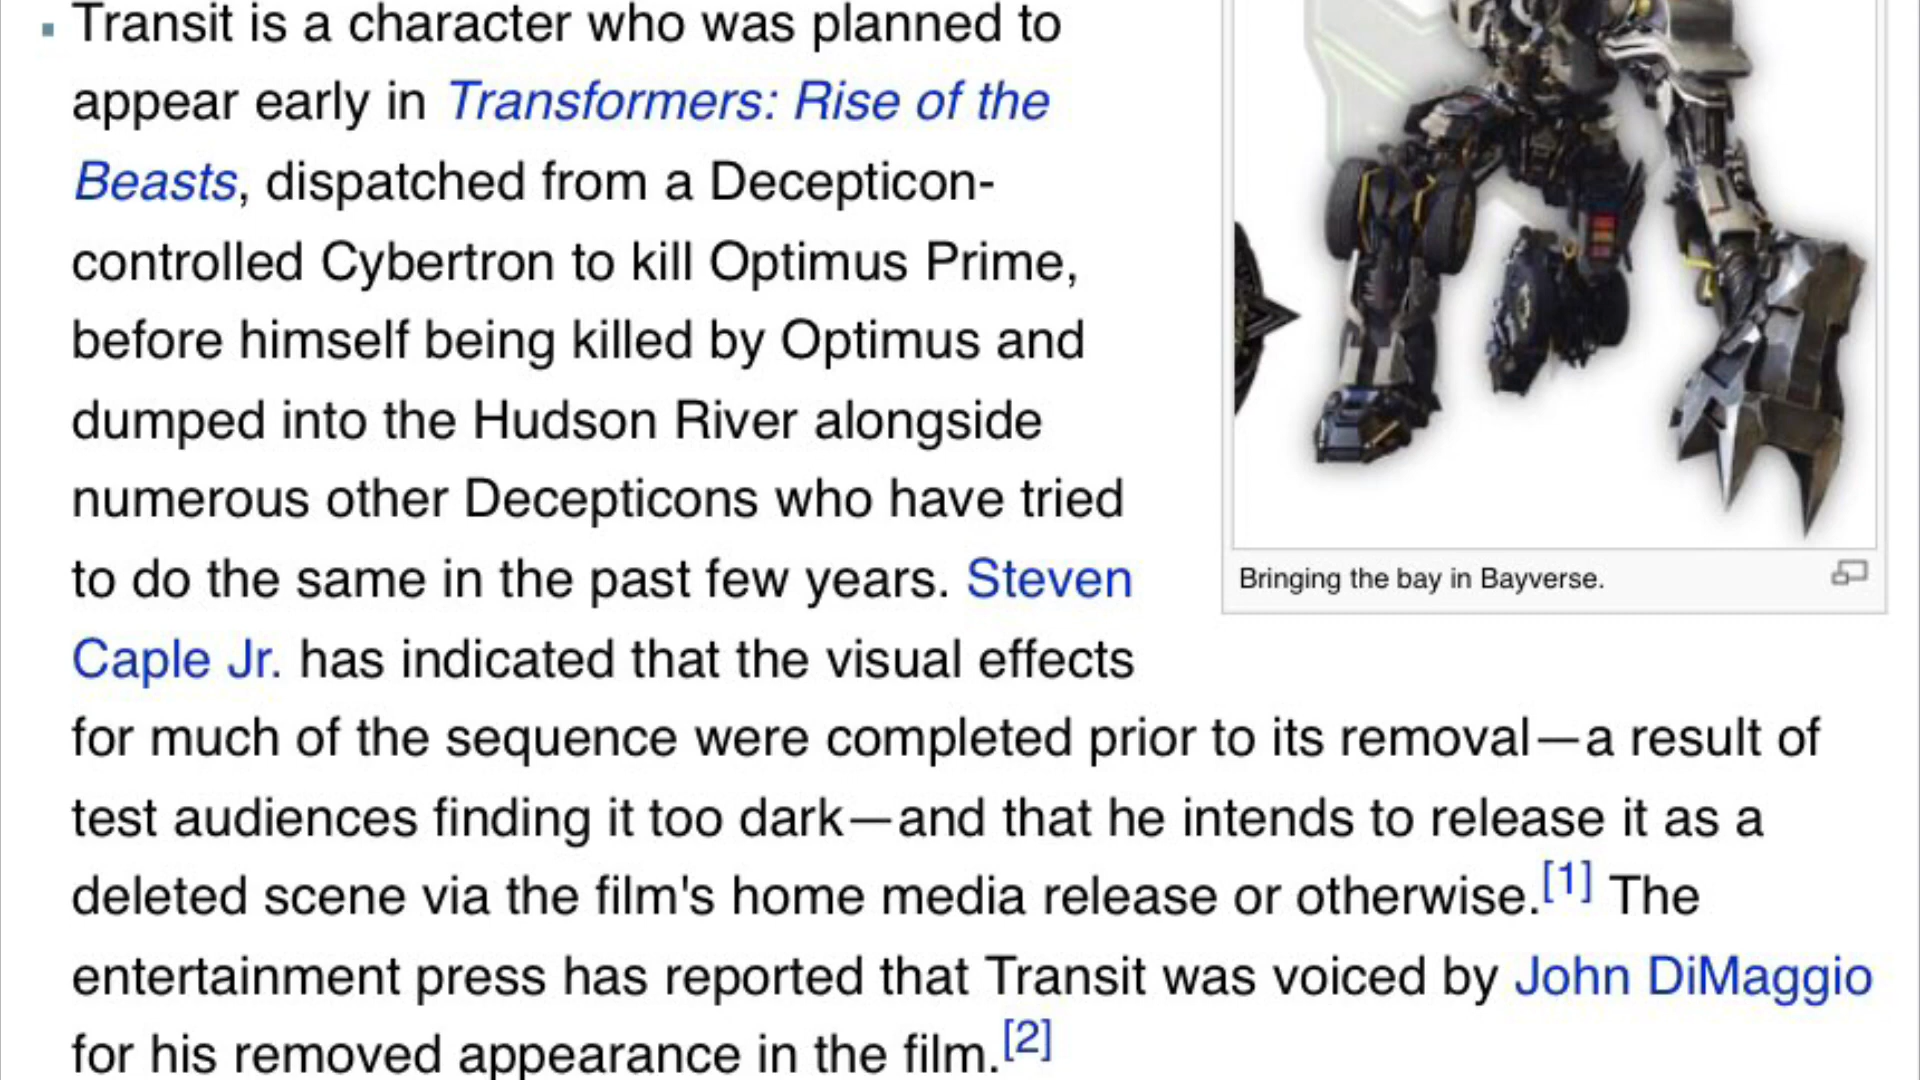 Transit is a character who was planned to
appear early in Transformers: Rise of the
Beasts, dispatched from a Decepticon-
controlled Cybertron to kill Optimus Prime,
before himself being killed by Optimus and
dumped into the Hudson River alongside
numerous other Decepticons who have tried
to do the same in the past few years. Steven
Caple Jr. has indicated that the visual effects
for much of the sequence were completed prior to its removal—a result of
test audiences finding it too dark—and that he intends to release it as a
deleted scene via the film's home media release or otherwise.[1] The
entertainment press has reported that Transit was voiced by John DiMaggio
for his removed appearance in the film.[2]
Bringing the bay in Bayverse.